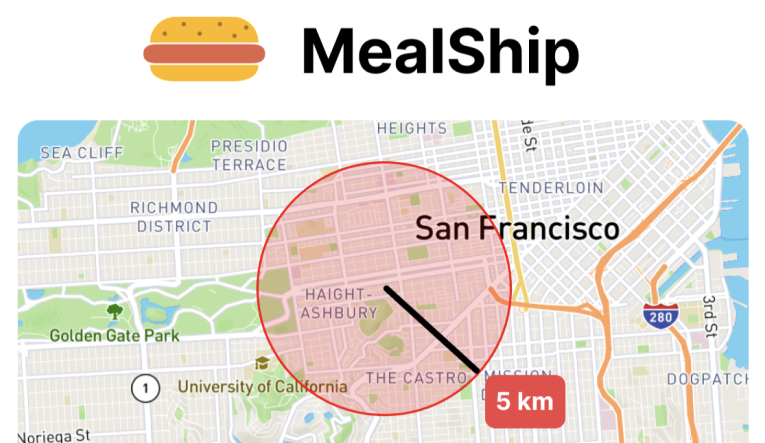 MealShip
HEIGHTS
de St
SEA CLIFF
PRESIDIO
TERRACE
TENDERLOIN
RICHMOND
DISTRICT
San Francisco
HAIGHT-
ASHBURY
280
3rd St
Golden Gate Park
1
University of California
THE CASTRO
MISSION
D
DOGPATCH
5 km
Noriega St